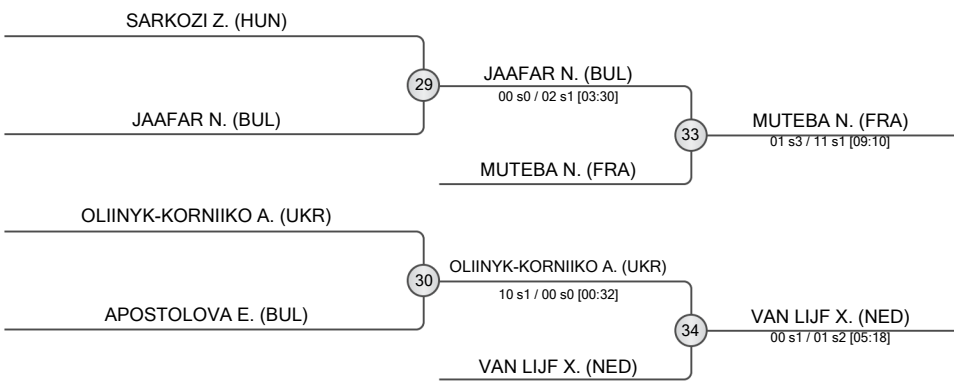 SARKOZI Z. (HUN)
29
JAAFAR N. (BUL)
00 s0 / 02 s1 [03:30]
JAAFAR N. (BUL)
33
MUTEBA N. (FRA)
01 s3 / 11 s1 [09:10]
MUTEBA N. (FRA)
OLIINYK-KORNIIKO A. (UKR)
30
OLIINYK-KORNIIKO A. (UKR)
10 s1 / 00 s0 [00:32]
APOSTOLOVA E. (BUL)
34
VAN LIJF X. (NED)
00 s1 / 01 s2 [05:18]
VAN LIJF X. (NED)